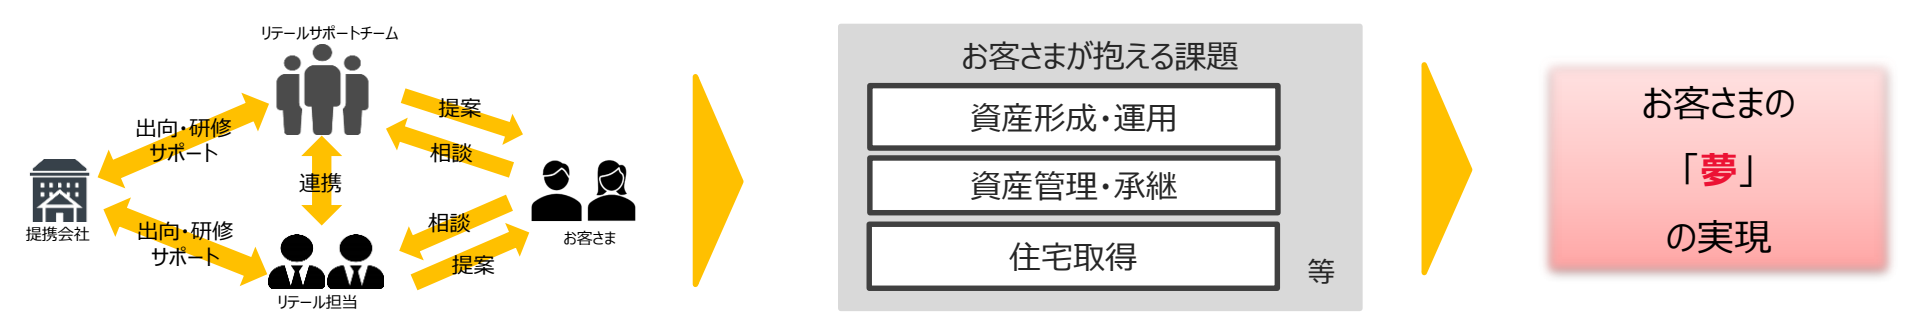 リテールサポートチーム
出向・研修
サポート
提案
相談
連携
提携会社
出向・研修
サポート
相談
提案
お客さま
リテール担当
お客さまが抱える課題
資産形成・運用
資産管理・承継
住宅取得
等
お客さまの
「夢」
の実現